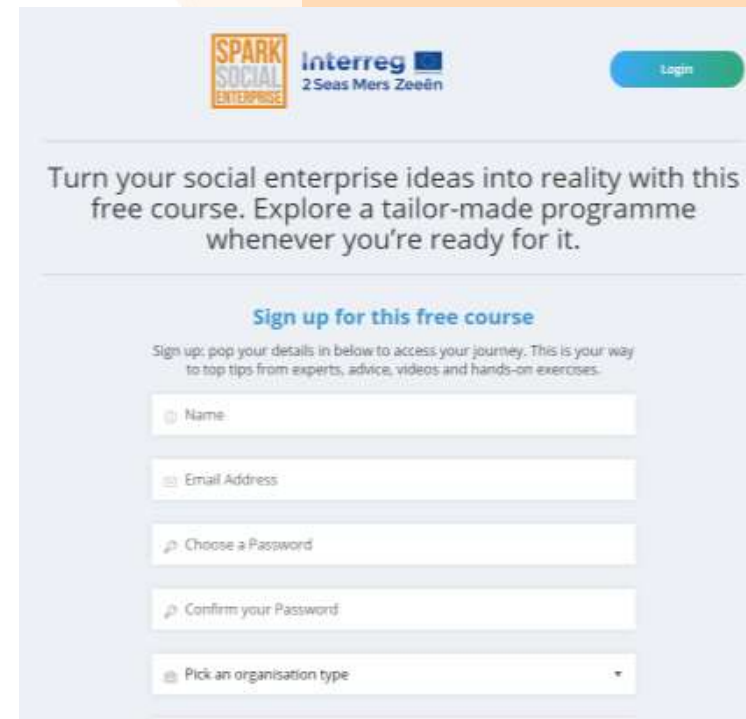 SPARK
SOCIAL
ENTERPRISE
Interreg
2 Seas Mers Zeeën
Login
Turn your social enterprise ideas into reality with this
free course. Explore a tailor-made programme
whenever you're ready for it.
Sign up for this free course
Sign up: pop your details in below to access your journey. This is your way
to top tips from experts, advice, videos and hands-on exercises.
Name
Email Address
Choose a Password
Confirm your Password
Pick an organisation type